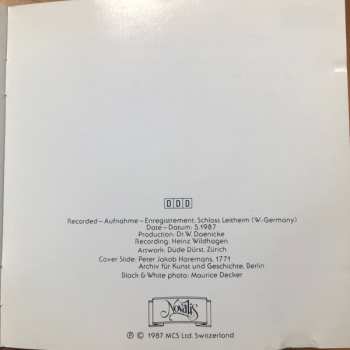 DDD
Recorded – Aufnahme – Enregistrement: Schloss Leitheim (W.-Germany)
Date – Datum: 5.1987
Production: Dr. W. Daenicke
Recording: Heinz Wildhagen
Artwork: Düde Dürst, Zürich
Cover Side: Peter Jakob Horemans, 1771
Archiv für Kunst und Geschichte, Berlin
Black & White photo: Maurice Decker
Novalis
℗ © 1987 MCS Ltd. Switzerland